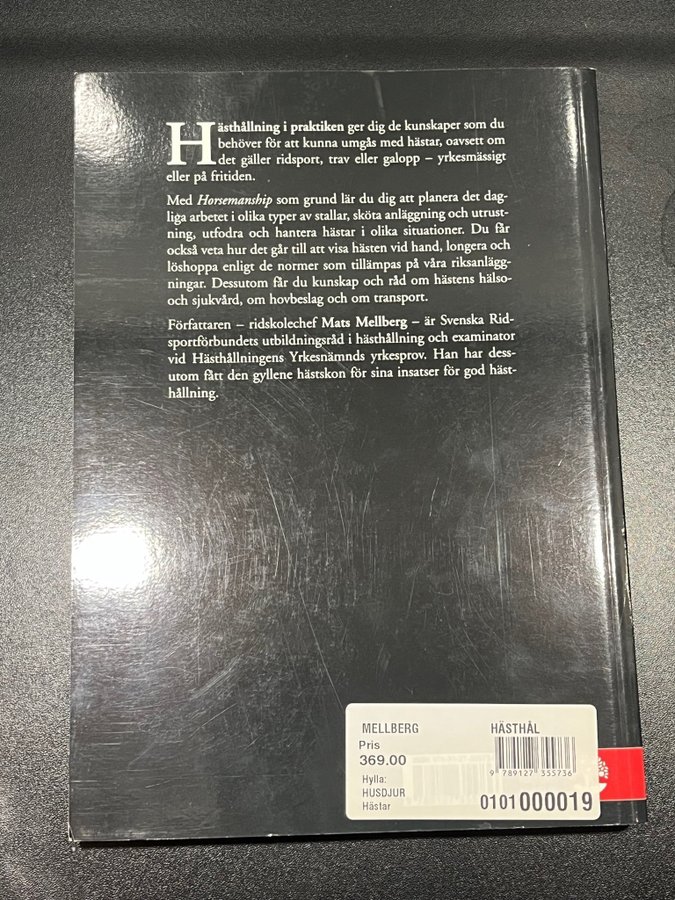 Hästhållning i praktiken ger dig de kunskaper som du
behöver för att kunna umgås med hästar, oavsett om
det gäller ridsport, trav eller galopp – yrkesmässigt
eller på fritiden.
Med Horsemanship som grund lär du dig att planera det dag-
liga arbetet i olika typer av stallar, sköta anläggning och utrust-
ning, utfodra och hantera hästar i olika situationer. Du får
också veta hur det går till att visa hästen vid hand, longera och
löshoppa enligt de normer som tillämpas på våra riksanlägg-
ningar. Dessutom får du kunskap och råd om hästens hälso-
och sjukvård, om hovbeslag och om transport.
Författaren – ridskolechef Mats Mellberg – är Svenska Rid-
sportförbundets utbildningsråd i hästhållning och examinator
vid Hästhållningens Yrkesnämnds yrkesprov. Han har dess-
utom fått den gyllene hästskon för sina insatser för god häst-
hållning.
MELLBERG HÄSTHÅL
Pris
369.00
9 789127 355736
Hylla:
HUSDJUR
Hästar
0101000019